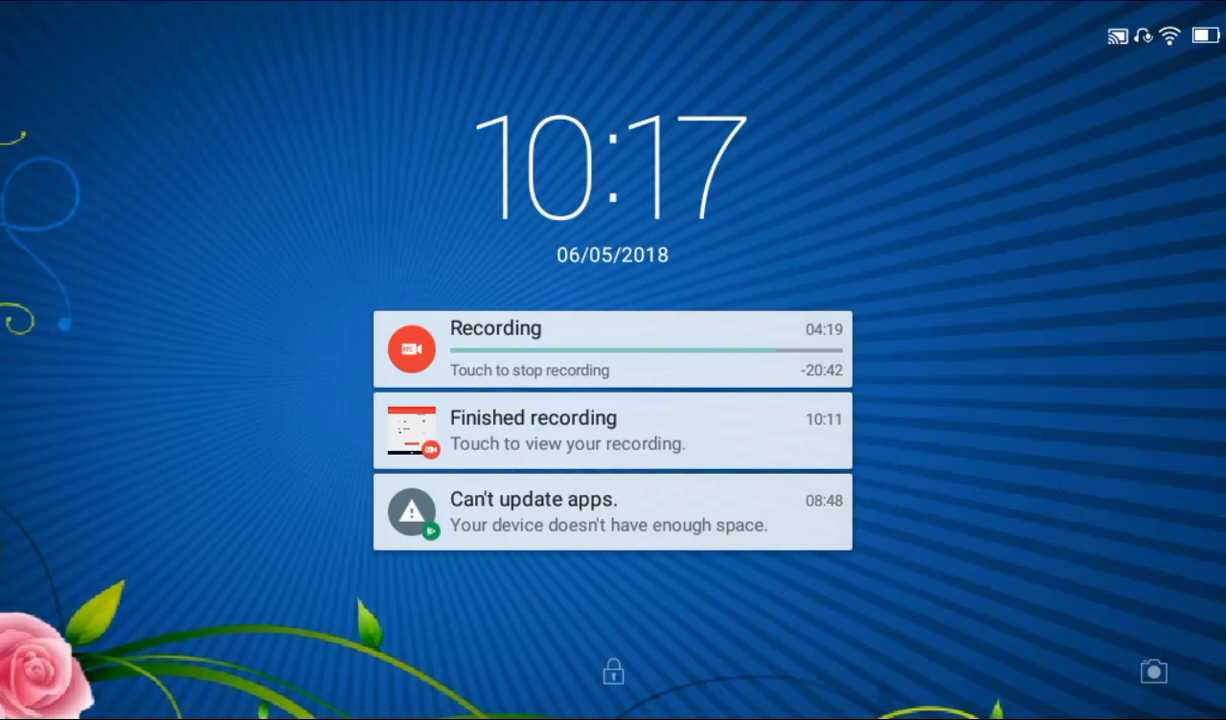 10:17
06/05/2018
Recording 04:19
Touch to stop recording -20:42
Finished recording 10:11
Touch to view your recording.
Can't update apps. 08:48
Your device doesn't have enough space.